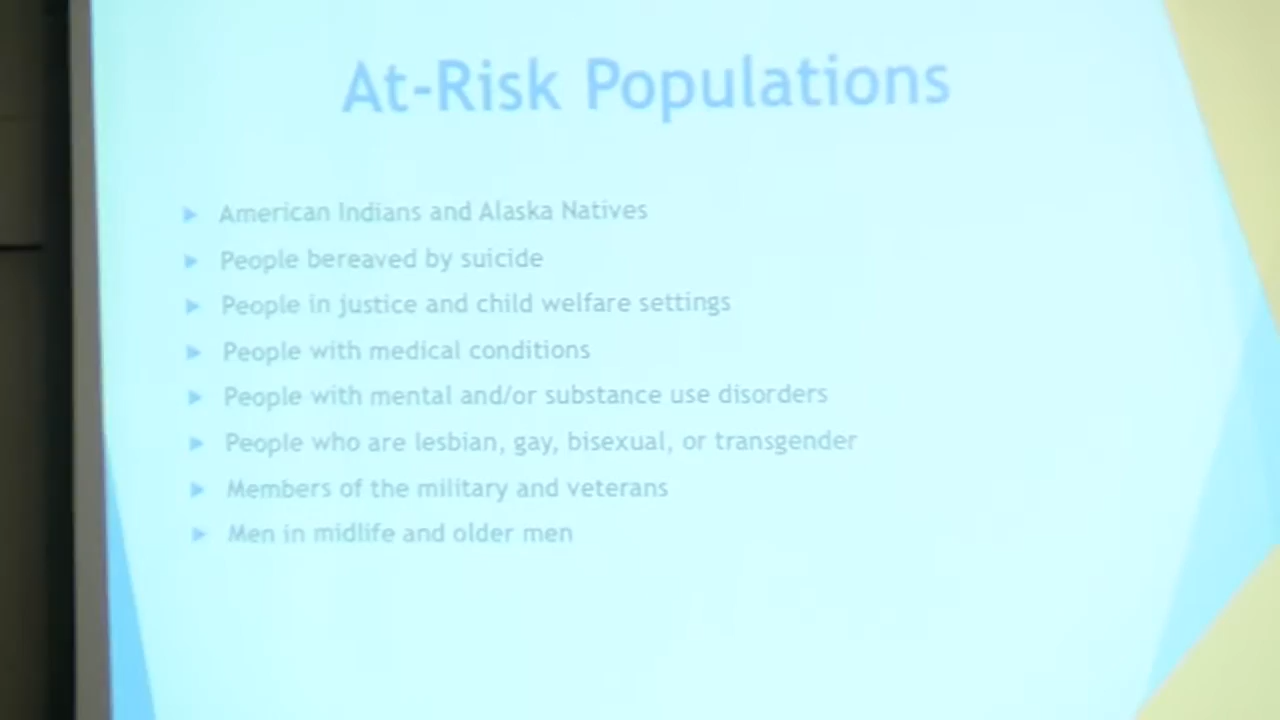 At-Risk Populations
American Indians and Alaska Natives
People bereaved by suicide
People in justice and child welfare settings
People with medical conditions
People with mental and/or substance use disorders
People who are lesbian, gay, bisexual, or transgender
Members of the military and veterans
Men in midlife and older men